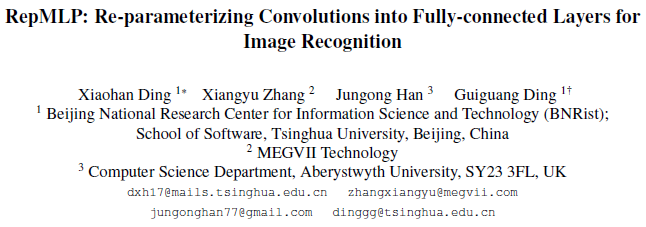 RepMLP: Re-parameterizing Convolutions into Fully-connected Layers for
Image Recognition
Xiaohan Ding 1* Xiangyu Zhang 2 Jungong Han 3 Guiguang Ding 1†
1 Beijing National Research Center for Information Science and Technology (BNRist);
School of Software, Tsinghua University, Beijing, China
2 MEGVII Technology
3 Computer Science Department, Aberystwyth University, SY23 3FL, UK
dxh17@mails.tsinghua.edu.cn zhangxiangyu@megvii.com
jungonghan77@gmail.com dinggg@tsinghua.edu.cn